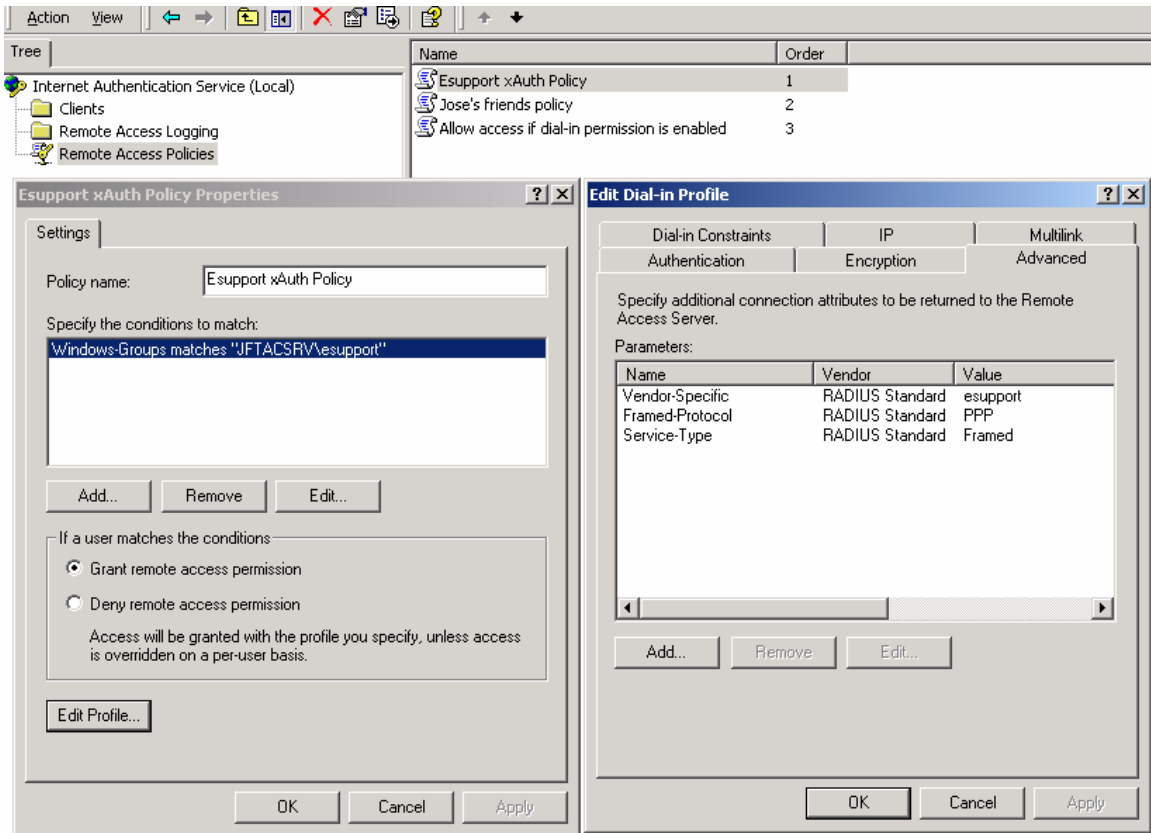 Action View
Tree
Name Order
Internet Authentication Service (Local)
Clients
Remote Access Logging
Remote Access Policies
Esupport xAuth Policy 1
Jose's friends policy 2
Allow access if dial-in permission is enabled 3
Esupport xAuth Policy Properties
Settings
Policy name: Esupport xAuth Policy
Specify the conditions to match:
Windows-Groups matches "JFTACSRV\esupport"
Add... Remove Edit...
If a user matches the conditions
Grant remote access permission
Deny remote access permission
Access will be granted with the profile you specify, unless access
is overridden on a per-user basis.
Edit Profile...
OK Cancel Apply
Edit Dial-in Profile
Dial-in Constraints IP Multilink
Authentication Encryption Advanced
Specify additional connection attributes to be returned to the Remote
Access Server.
Parameters:
Name Vendor Value
Vendor-Specific RADIUS Standard esupport
Framed-Protocol RADIUS Standard PPP
Service-Type RADIUS Standard Framed
Add... Remove Edit...
OK Cancel Apply